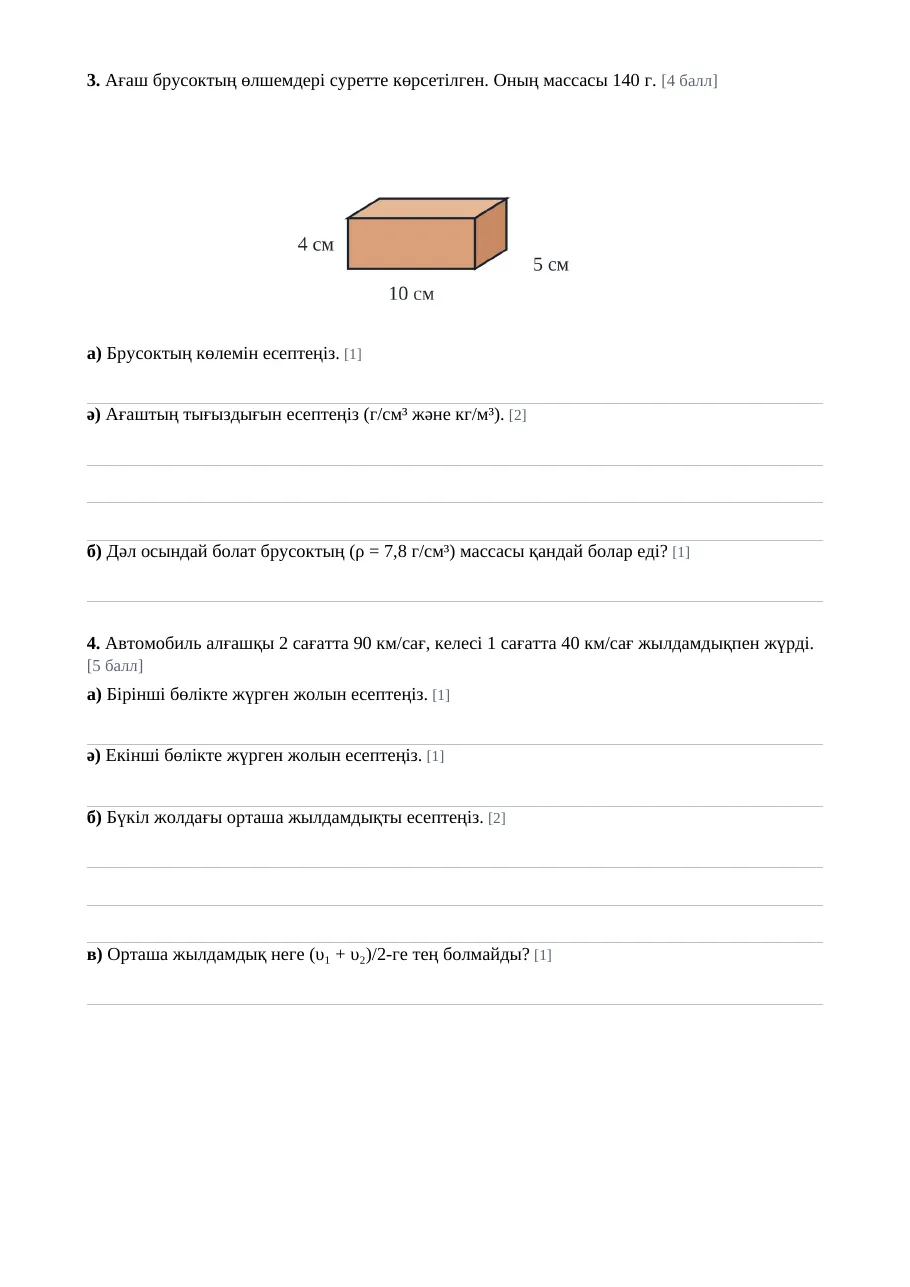 3. Ағаш брусоктың өлшемдері суретте көрсетілген. Оның массасы 140 г. [4 балл]
4 см
5 см
10 см
а) Брусоктың көлемін есептеңіз. [1]
ә) Ағаштың тығыздығын есептеңіз (г/см³ және кг/м³). [2]
б) Дәл осындай болат брусоктың (ρ = 7,8 г/см³) массасы қандай болар еді? [1]
4. Автомобиль алғашқы 2 сағатта 90 км/сағ, келесі 1 сағатта 40 км/сағ жылдамдықпен жүрді.
[5 балл]
а) Бірінші бөлікте жүрген жолын есептеңіз. [1]
ә) Екінші бөлікте жүрген жолын есептеңіз. [1]
б) Бүкіл жолдағы орташа жылдамдықты есептеңіз. [2]
в) Орташа жылдамдық неге (υ₁ + υ₂)/2-ге тең болмайды? [1]